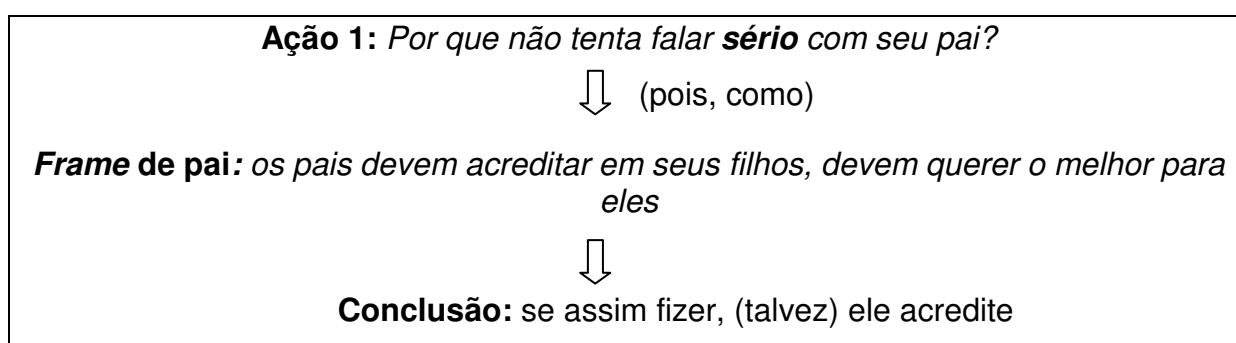 Ação 1: Por que não tenta falar sério com seu pai?
(pois, como)
Frame de pai: os pais devem acreditar em seus filhos, devem querer o melhor para
eles
Conclusão: se assim fizer, (talvez) ele acredite